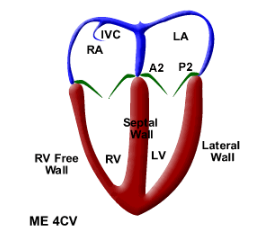 IVC
LA
RA
A2
P2
Septal
Wall
RV Free
Wall
RV
LV
Lateral
Wall
ME 4CV